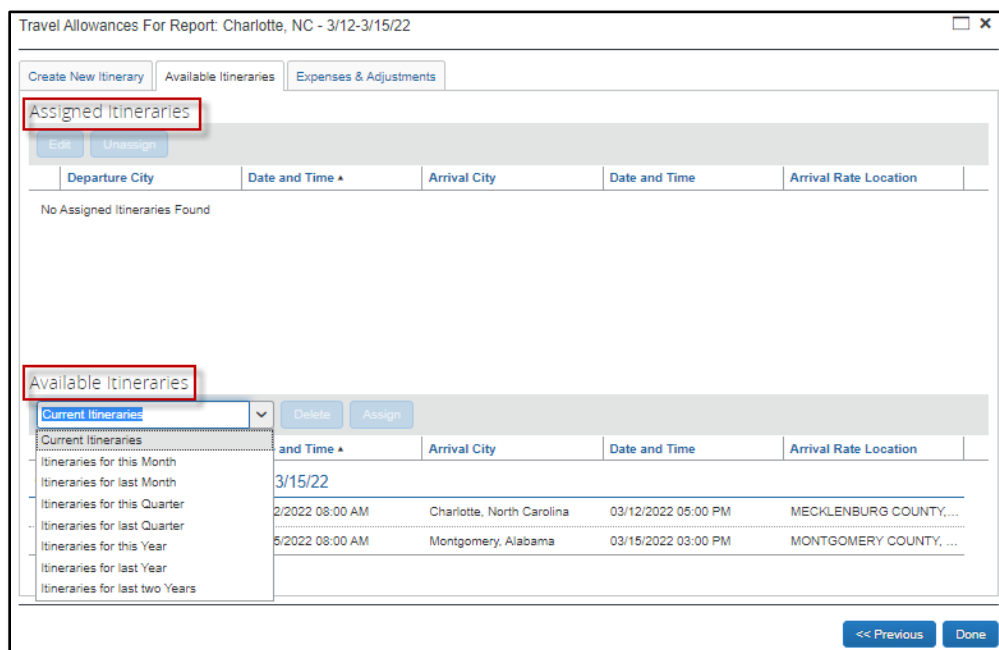 Travel Allowances For Report: Charlotte, NC - 3/12-3/15/22
Create New Itinerary Available Itineraries Expenses & Adjustments
Assigned Itineraries
Edit Unassign
Departure City Date and Time Arrival City Date and Time Arrival Rate Location
No Assigned Itineraries Found
Available Itineraries
Current Itineraries Delete Assign
Current Itineraries and Time Arrival City Date and Time Arrival Rate Location
Itineraries for this Month
Itineraries for last Month 3/15/22
Itineraries for this Quarter 2/2022 08:00 AM Charlotte, North Carolina 03/12/2022 05:00 PM MECKLENBURG COUNTY,...
Itineraries for last Quarter
Itineraries for this Year 5/2022 08:00 AM Montgomery, Alabama 03/15/2022 03:00 PM MONTGOMERY COUNTY, ...
Itineraries for last Year
Itineraries for last two Years
<< Previous Done